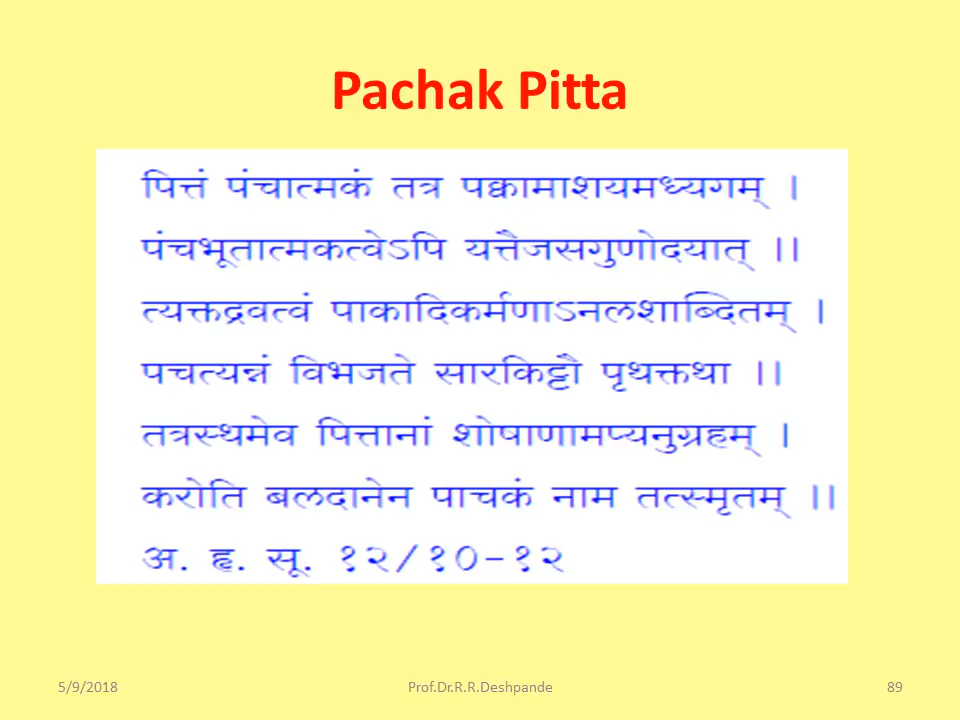 Pachak Pitta
पित्तं पंचात्मकं तत्र पक्वामाशयमध्यगम् ।
पंचभूतात्मकत्वेऽपि यत्तैजसगुणोदयात् ।।
त्यक्तद्रवत्वं पाकादिकर्मणाऽनलशाब्दितम् ।
पचत्यन्नं विभजते सारकिट्टौ पृथक्तथा ।।
तत्रस्थमेव पित्तानां शोषाणामप्यनुग्रहम् ।
करोति बलदानेन पाचकं नाम तत्स्मृतम् ।।
अ. हृ. सू. १२/१०-१२
5/9/2018 Prof.Dr.R.R.Deshpande 89